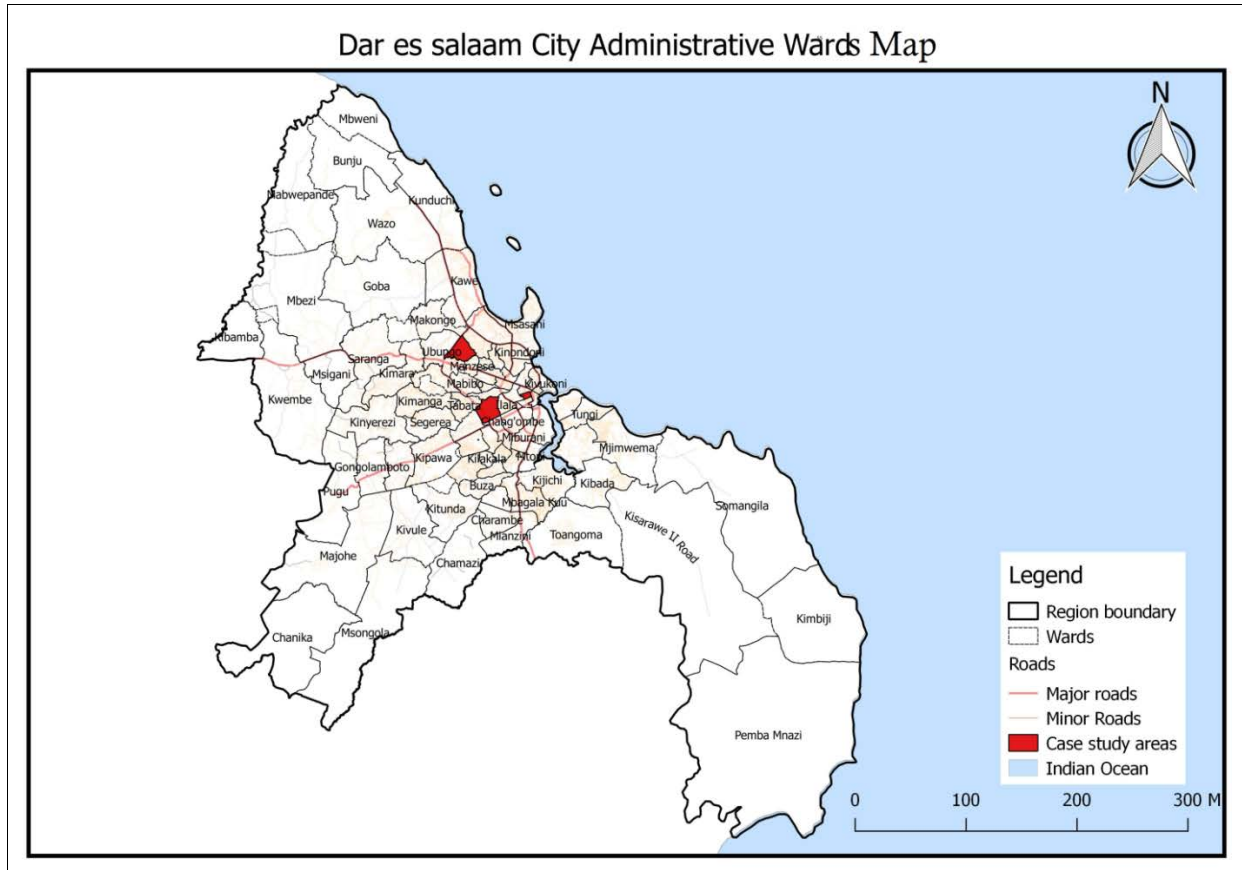 Dar es salaam City Administrative Wards Map
N
Mbweni
Bunju
Mabwepande
Kunduchi
Wazo
Kawe
Goba
Mbezi
Makongo
Msasani
Kibamba
Ubungo
Kinondoni
Saranga
Manzese
Msigani
Kimara
Mabibo
Kivukoni
Kwembe
Kimanga
Tabata
Ilala
Kinyerezi
Segerea
Chang'ombe
Tungi
Miburani
Mjimwema
Gongolamboto
Kipawa
Kilakala
Mtoni
Pugu
Buza
Kijichi
Kibada
Kitunda
Mbagala Kuu
Somangila
Charambe
Kisarawe II Road
Kivule
Mianzini
Toangoma
Majohe
Chamazi
Kimbiji
Chanika
Msongola
Pemba Mnazi
Legend
Region boundary
Wards
Roads
Major roads
Minor Roads
Case study areas
Indian Ocean
0 100 200 300 M